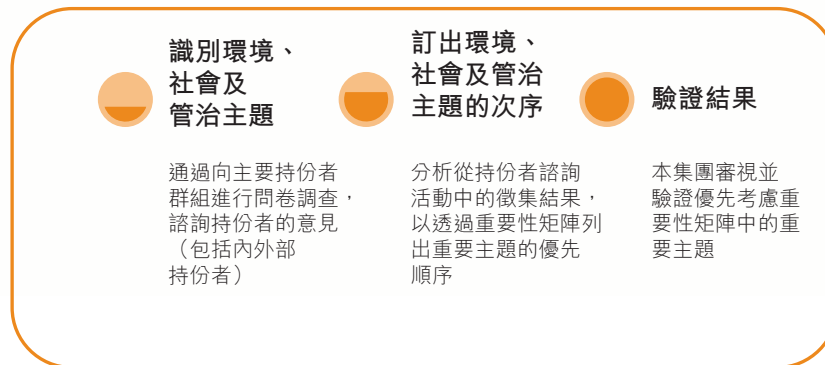 識別環境、
社會及
管治主題
通過向主要持份者
群組進行問卷調查，
諮詢持份者的意見
（包括內外部
持份者）
訂出環境、
社會及管治
主題的次序
分析從持份者諮詢
活動中的徵集結果，
以透過重要性矩陣列
出重要主題的優先
順序
驗證結果
本集團審視並
驗證優先考慮重
要性矩陣中的重
要主題